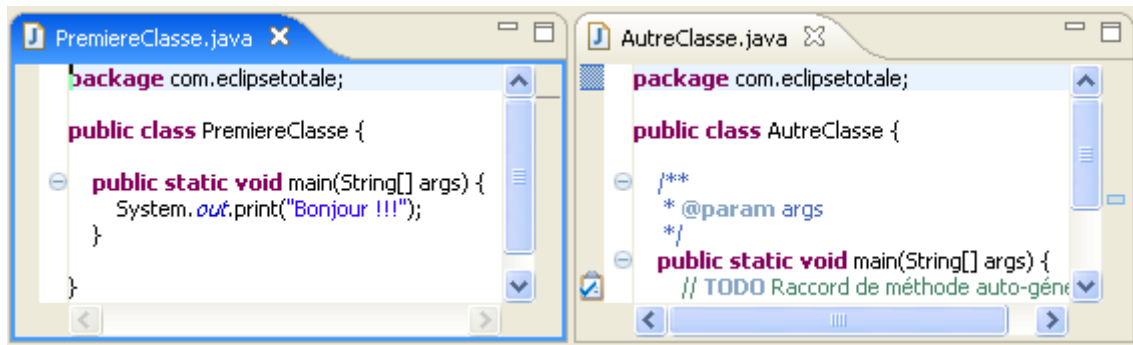 PremiereClasse.java
package com.eclipsetotale;
public class PremiereClasse {
public static void main(String[] args) {
System.out.print("Bonjour !!!");
}
}
AutreClasse.java
package com.eclipsetotale;
public class AutreClasse {
/**
* @param args
*/
public static void main(String[] args) {
// TODO Raccord de méthode auto-géné